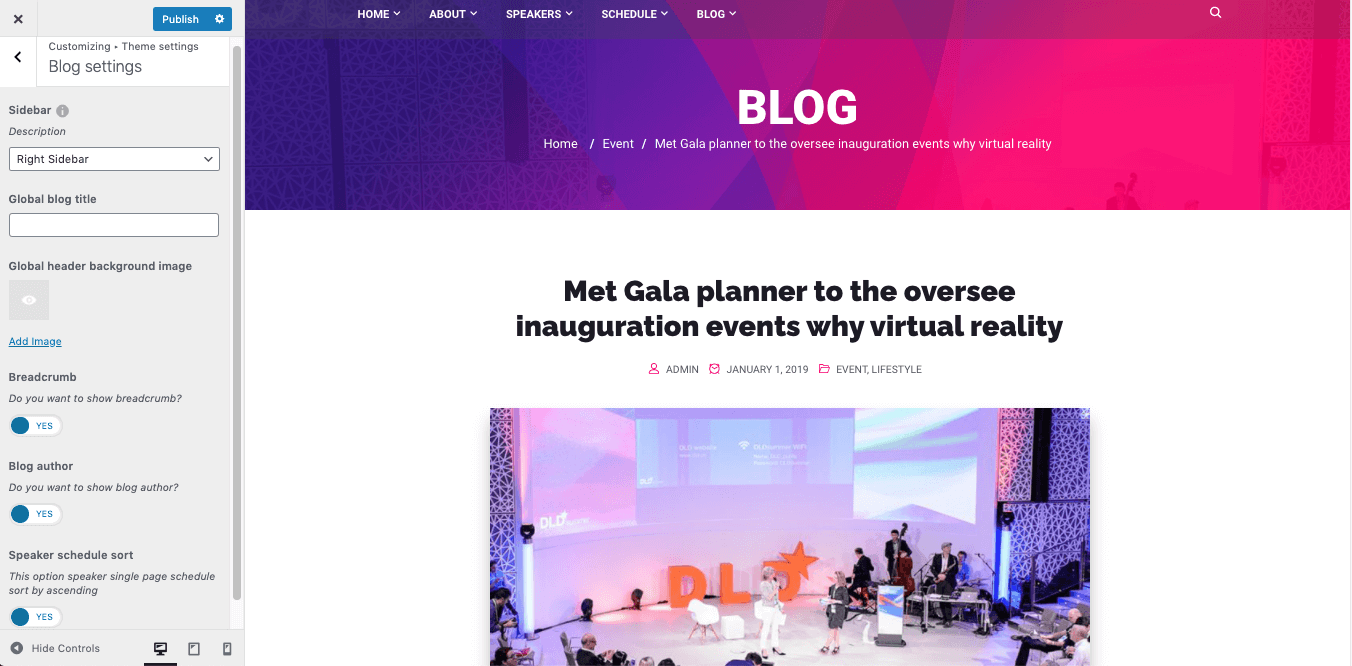 Publish
Customizing ▸ Theme settings
Blog settings
Sidebar
Description
Right Sidebar
Global blog title
Global header background image
Add Image
Breadcrumb
Do you want to show breadcrumb?
YES
Blog author
Do you want to show blog author?
YES
Speaker schedule sort
This option speaker single page schedule
sort by ascending
YES
Hide Controls
HOME ABOUT SPEAKERS SCHEDULE BLOG
BLOG
Home / Event / Met Gala planner to the oversee inauguration events why virtual reality
Met Gala planner to the oversee
inauguration events why virtual reality
ADMIN JANUARY 1, 2019 EVENT, LIFESTYLE
DLD
DLD